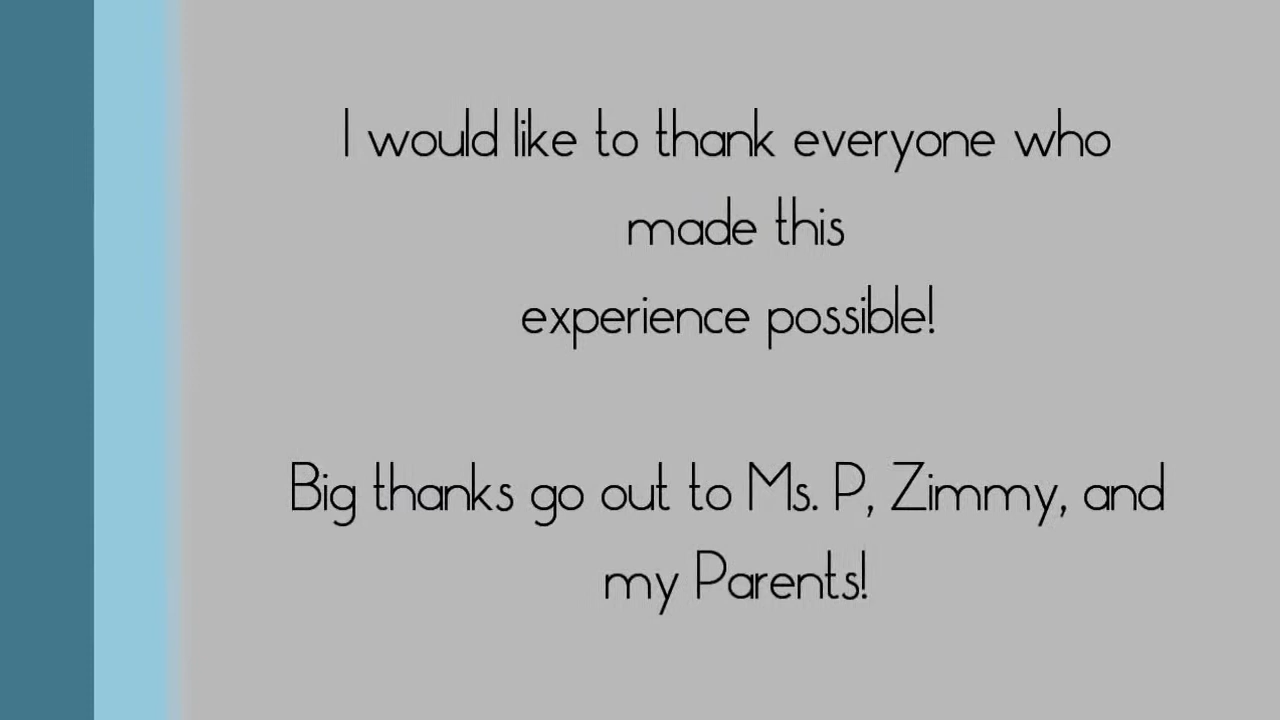 I would like to thank everyone who
made this
experience possible!
Big thanks go out to Ms. P, Zimmy, and
my Parents!